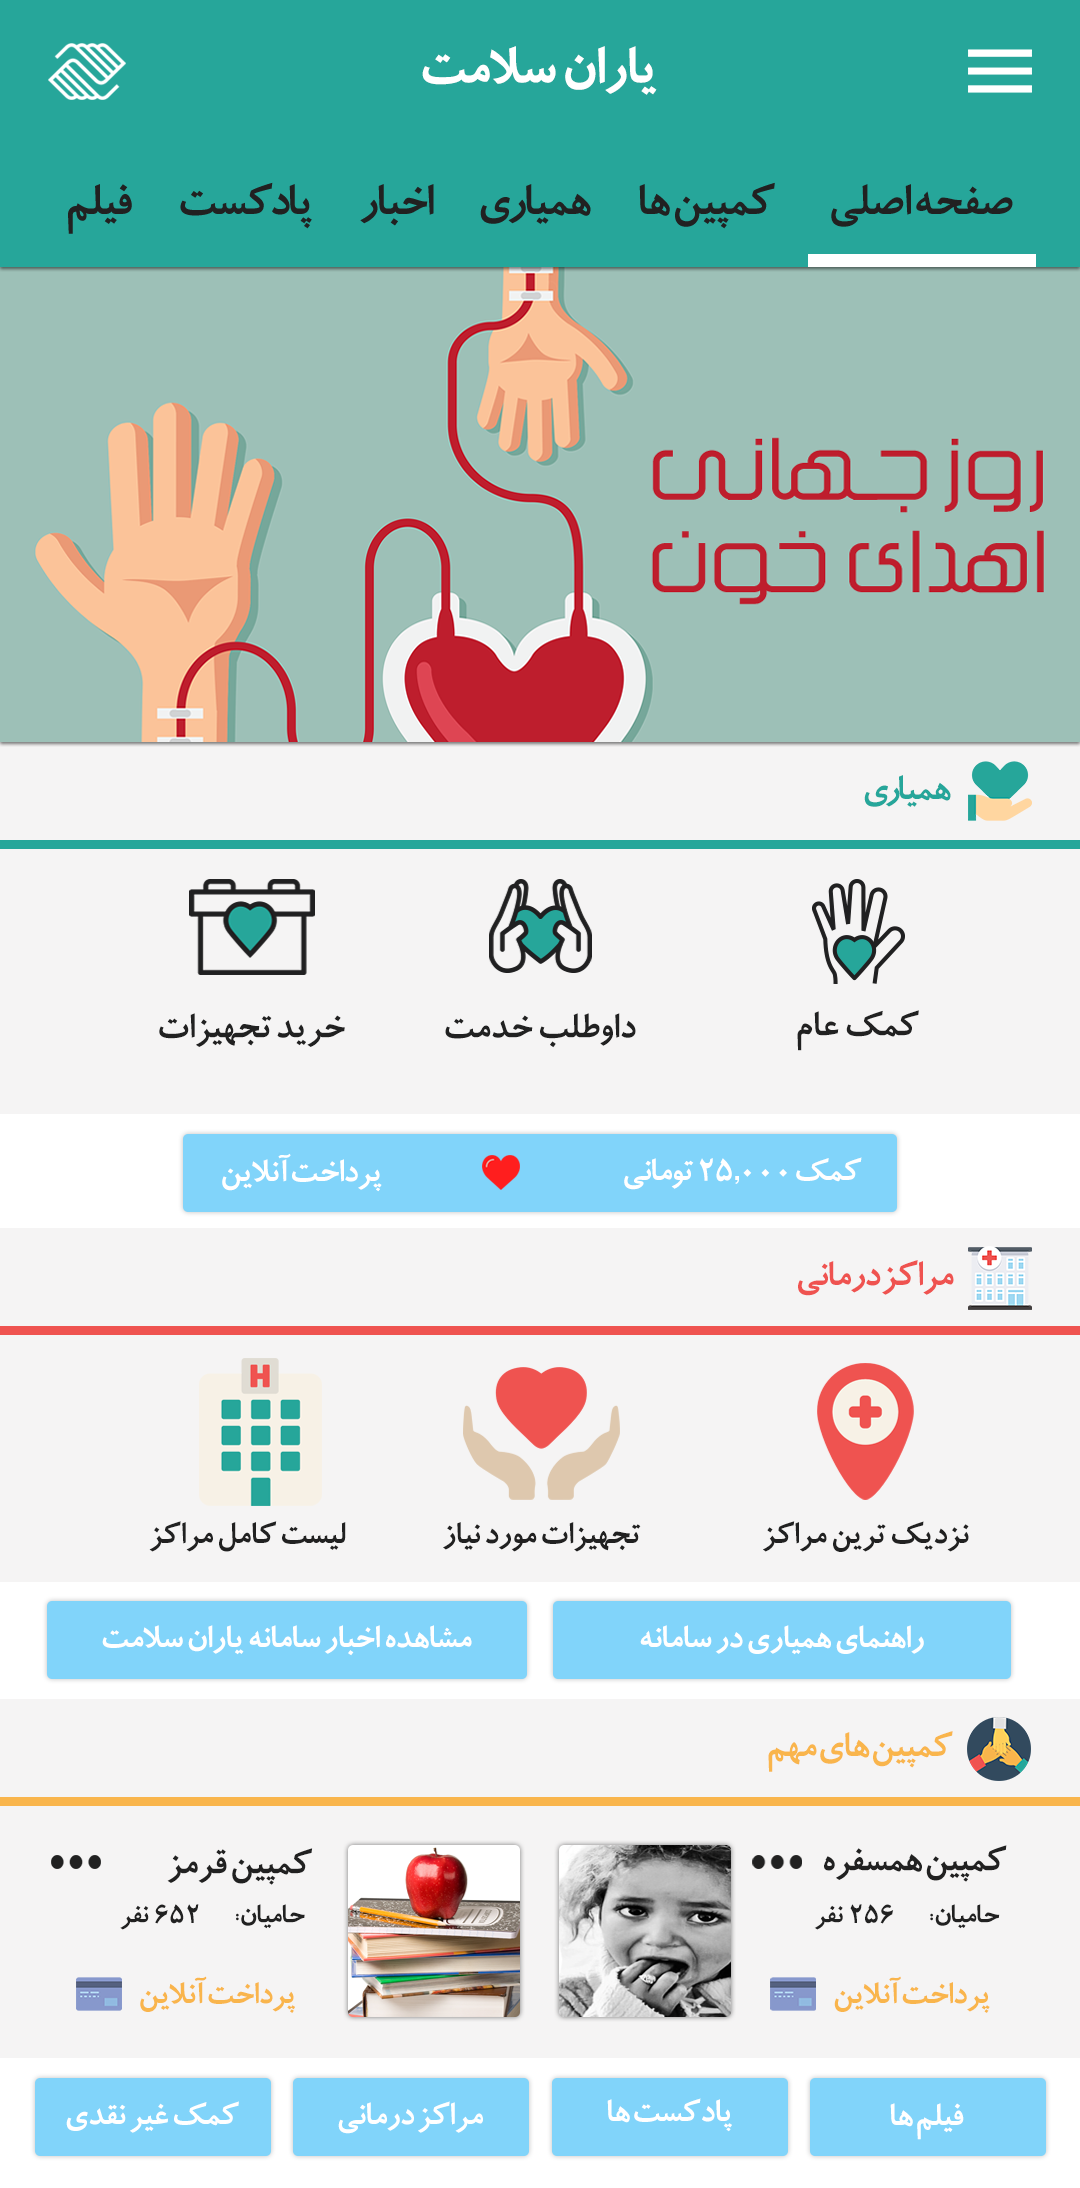 یاران سلامت
صفحه اصلی کمپین ها همیاری اخبار پادکست فیلم
روز جهانی
اهدای خون
همیاری
کمک عام داوطلب خدمت خرید تجهیزات
کمک ۲۵,۰۰۰ تومانی پرداخت آنلاین
مراکز درمانی
H
نزدیک ترین مراکز تجهیزات مورد نیاز لیست کامل مراکز
راهنمای همیاری در سامانه مشاهده اخبار سامانه یاران سلامت
کمپین های مهم
کمپین همسفره
حامیان: ۲۵۶ نفر
پرداخت آنلاین
کمپین قرمز
حامیان: ۶۵۲ نفر
پرداخت آنلاین
فیلم ها پادکست ها مراکز درمانی کمک غیر نقدی